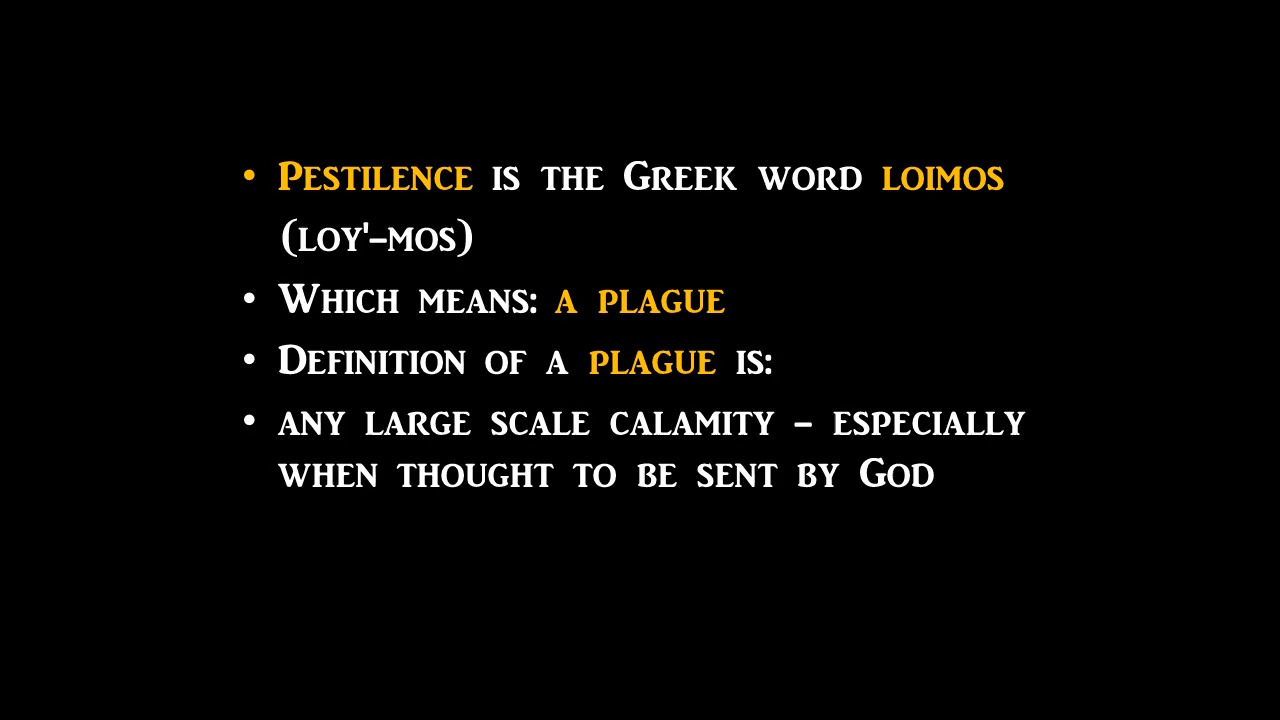 • Pestilence is the Greek word loimos
(loy'-mos)
• Which means: a plague
• Definition of a plague is:
• any large scale calamity – especially
when thought to be sent by God